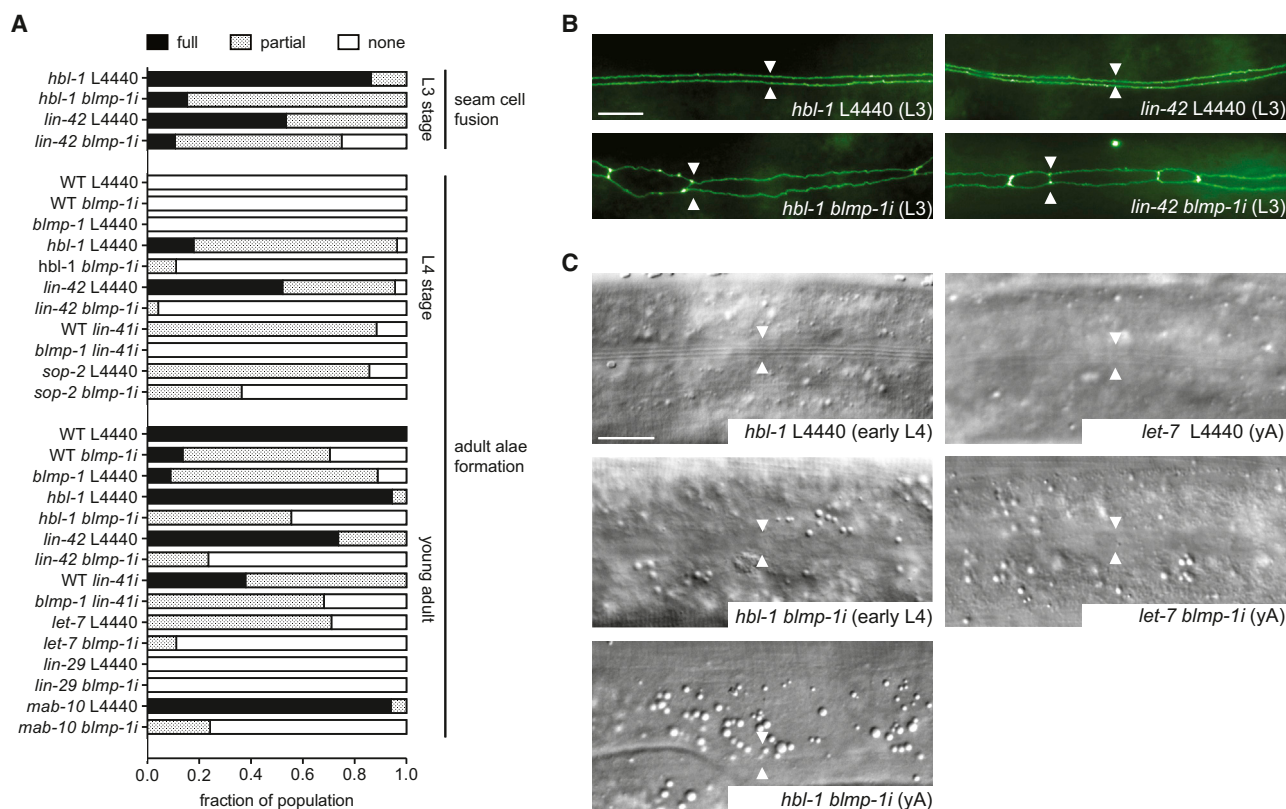 A
full partial none
hbl-1 L4440
hbl-1 blmp-1i
lin-42 L4440
lin-42 blmp-1i
L3 stage
seam cell
fusion
WT L4440
WT blmp-1i
blmp-1 L4440
hbl-1 L4440
hbl-1 blmp-1i
lin-42 L4440
lin-42 blmp-1i
WT lin-41i
blmp-1 lin-41i
sop-2 L4440
sop-2 blmp-1i
L4 stage
WT L4440
WT blmp-1i
blmp-1 L4440
hbl-1 L4440
hbl-1 blmp-1i
lin-42 L4440
lin-42 blmp-1i
WT lin-41i
blmp-1 lin-41i
let-7 L4440
let-7 blmp-1i
lin-29 L4440
lin-29 blmp-1i
mab-10 L4440
mab-10 blmp-1i
young adult
adult alae
formation
0.0 0.2 0.4 0.6 0.8 1.0
fraction of population
B
hbl-1 L4440 (L3)
lin-42 L4440 (L3)
hbl-1 blmp-1i (L3)
lin-42 blmp-1i (L3)
C
hbl-1 L4440 (early L4)
let-7 L4440 (yA)
hbl-1 blmp-1i (early L4)
let-7 blmp-1i (yA)
hbl-1 blmp-1i (yA)